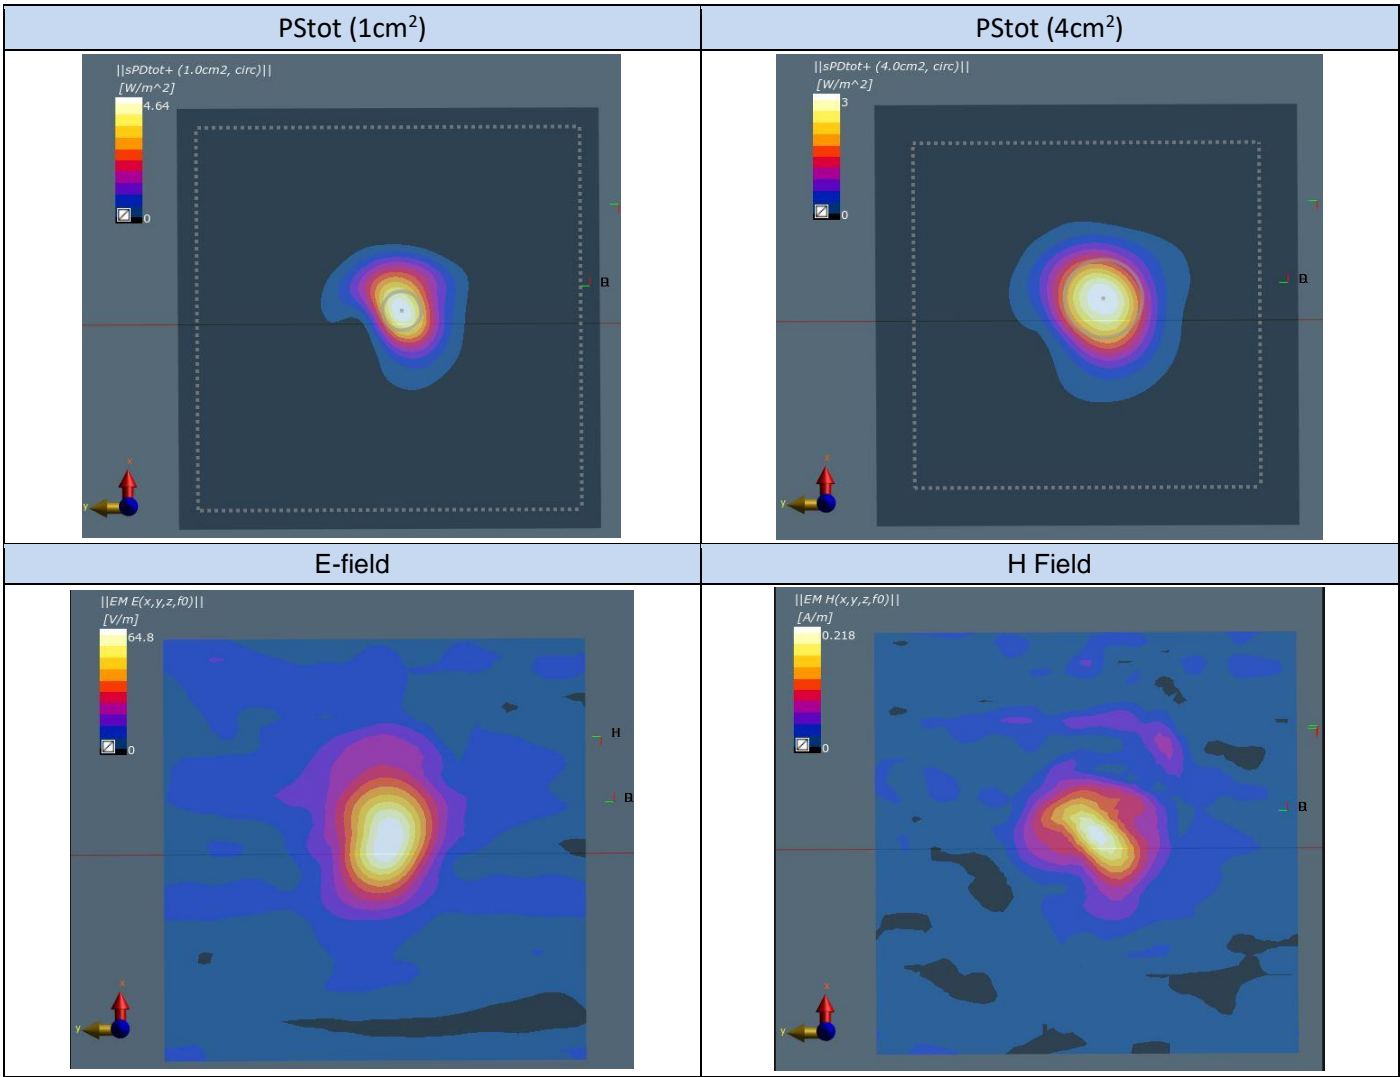 PStot (1cm²)
PStot (4cm²)
||sPDtot+ (1.0cm2, circ)||
[W/m^2]
4.64
0
x
y
||sPDtot+ (4.0cm2, circ)||
[W/m^2]
3
0
x
y
E-field
H Field
||EM E(x,y,z,f0)||
[V/m]
64.8
0
H
x
y
||EM H(x,y,z,f0)||
[A/m]
0.218
0
x
y